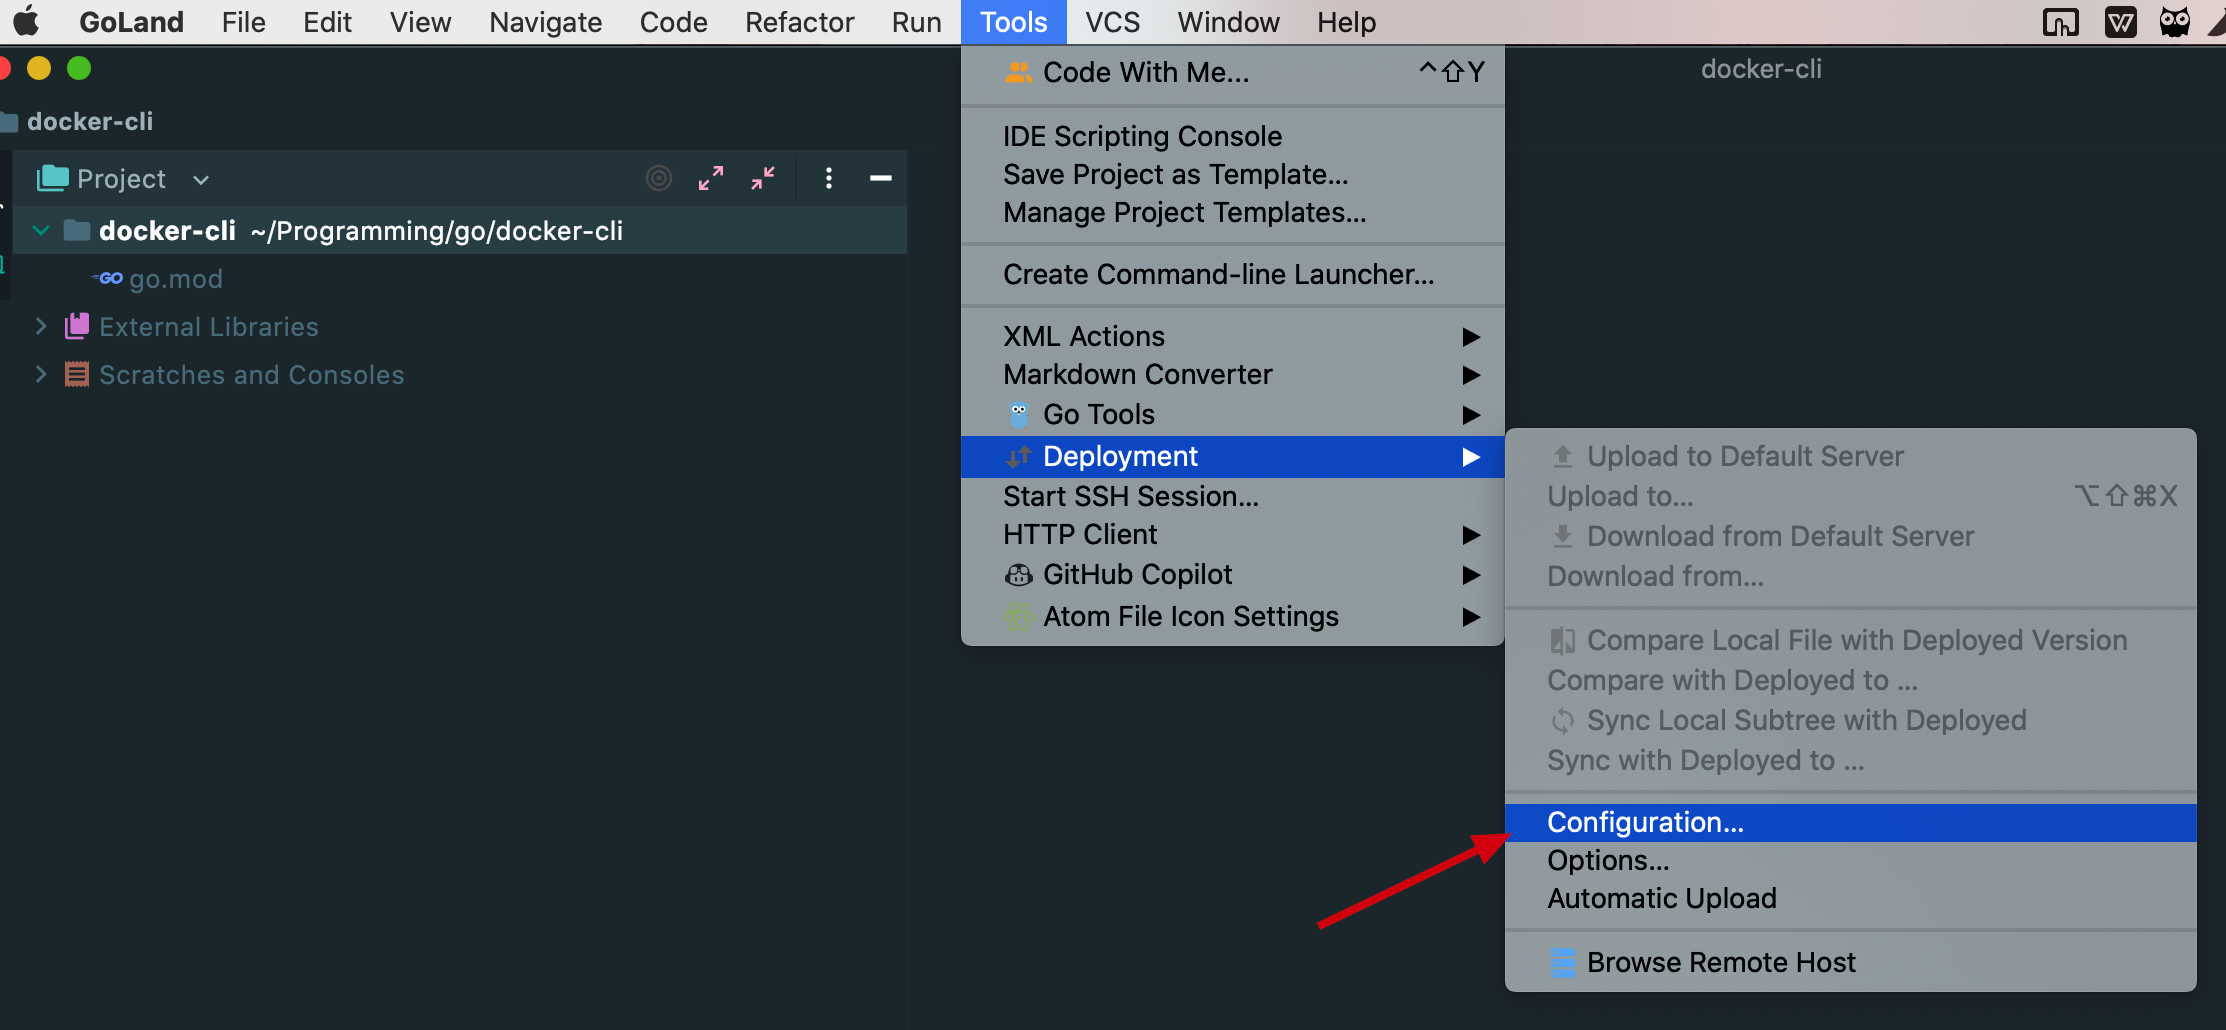 GoLand File Edit View Navigate Code Refactor Run Tools VCS Window Help
docker-cli
docker-cli
Project
docker-cli ~/Programming/go/docker-cli
GO go.mod
External Libraries
Scratches and Consoles
Code With Me... ^⇧Y
IDE Scripting Console
Save Project as Template...
Manage Project Templates...
Create Command-line Launcher...
XML Actions
Markdown Converter
Go Tools
Deployment
Start SSH Session...
HTTP Client
GitHub Copilot
Atom File Icon Settings
Upload to Default Server
Upload to... ⌥⇧⌘X
Download from Default Server
Download from...
Compare Local File with Deployed Version
Compare with Deployed to ...
Sync Local Subtree with Deployed
Sync with Deployed to ...
Configuration...
Options...
Automatic Upload
Browse Remote Host